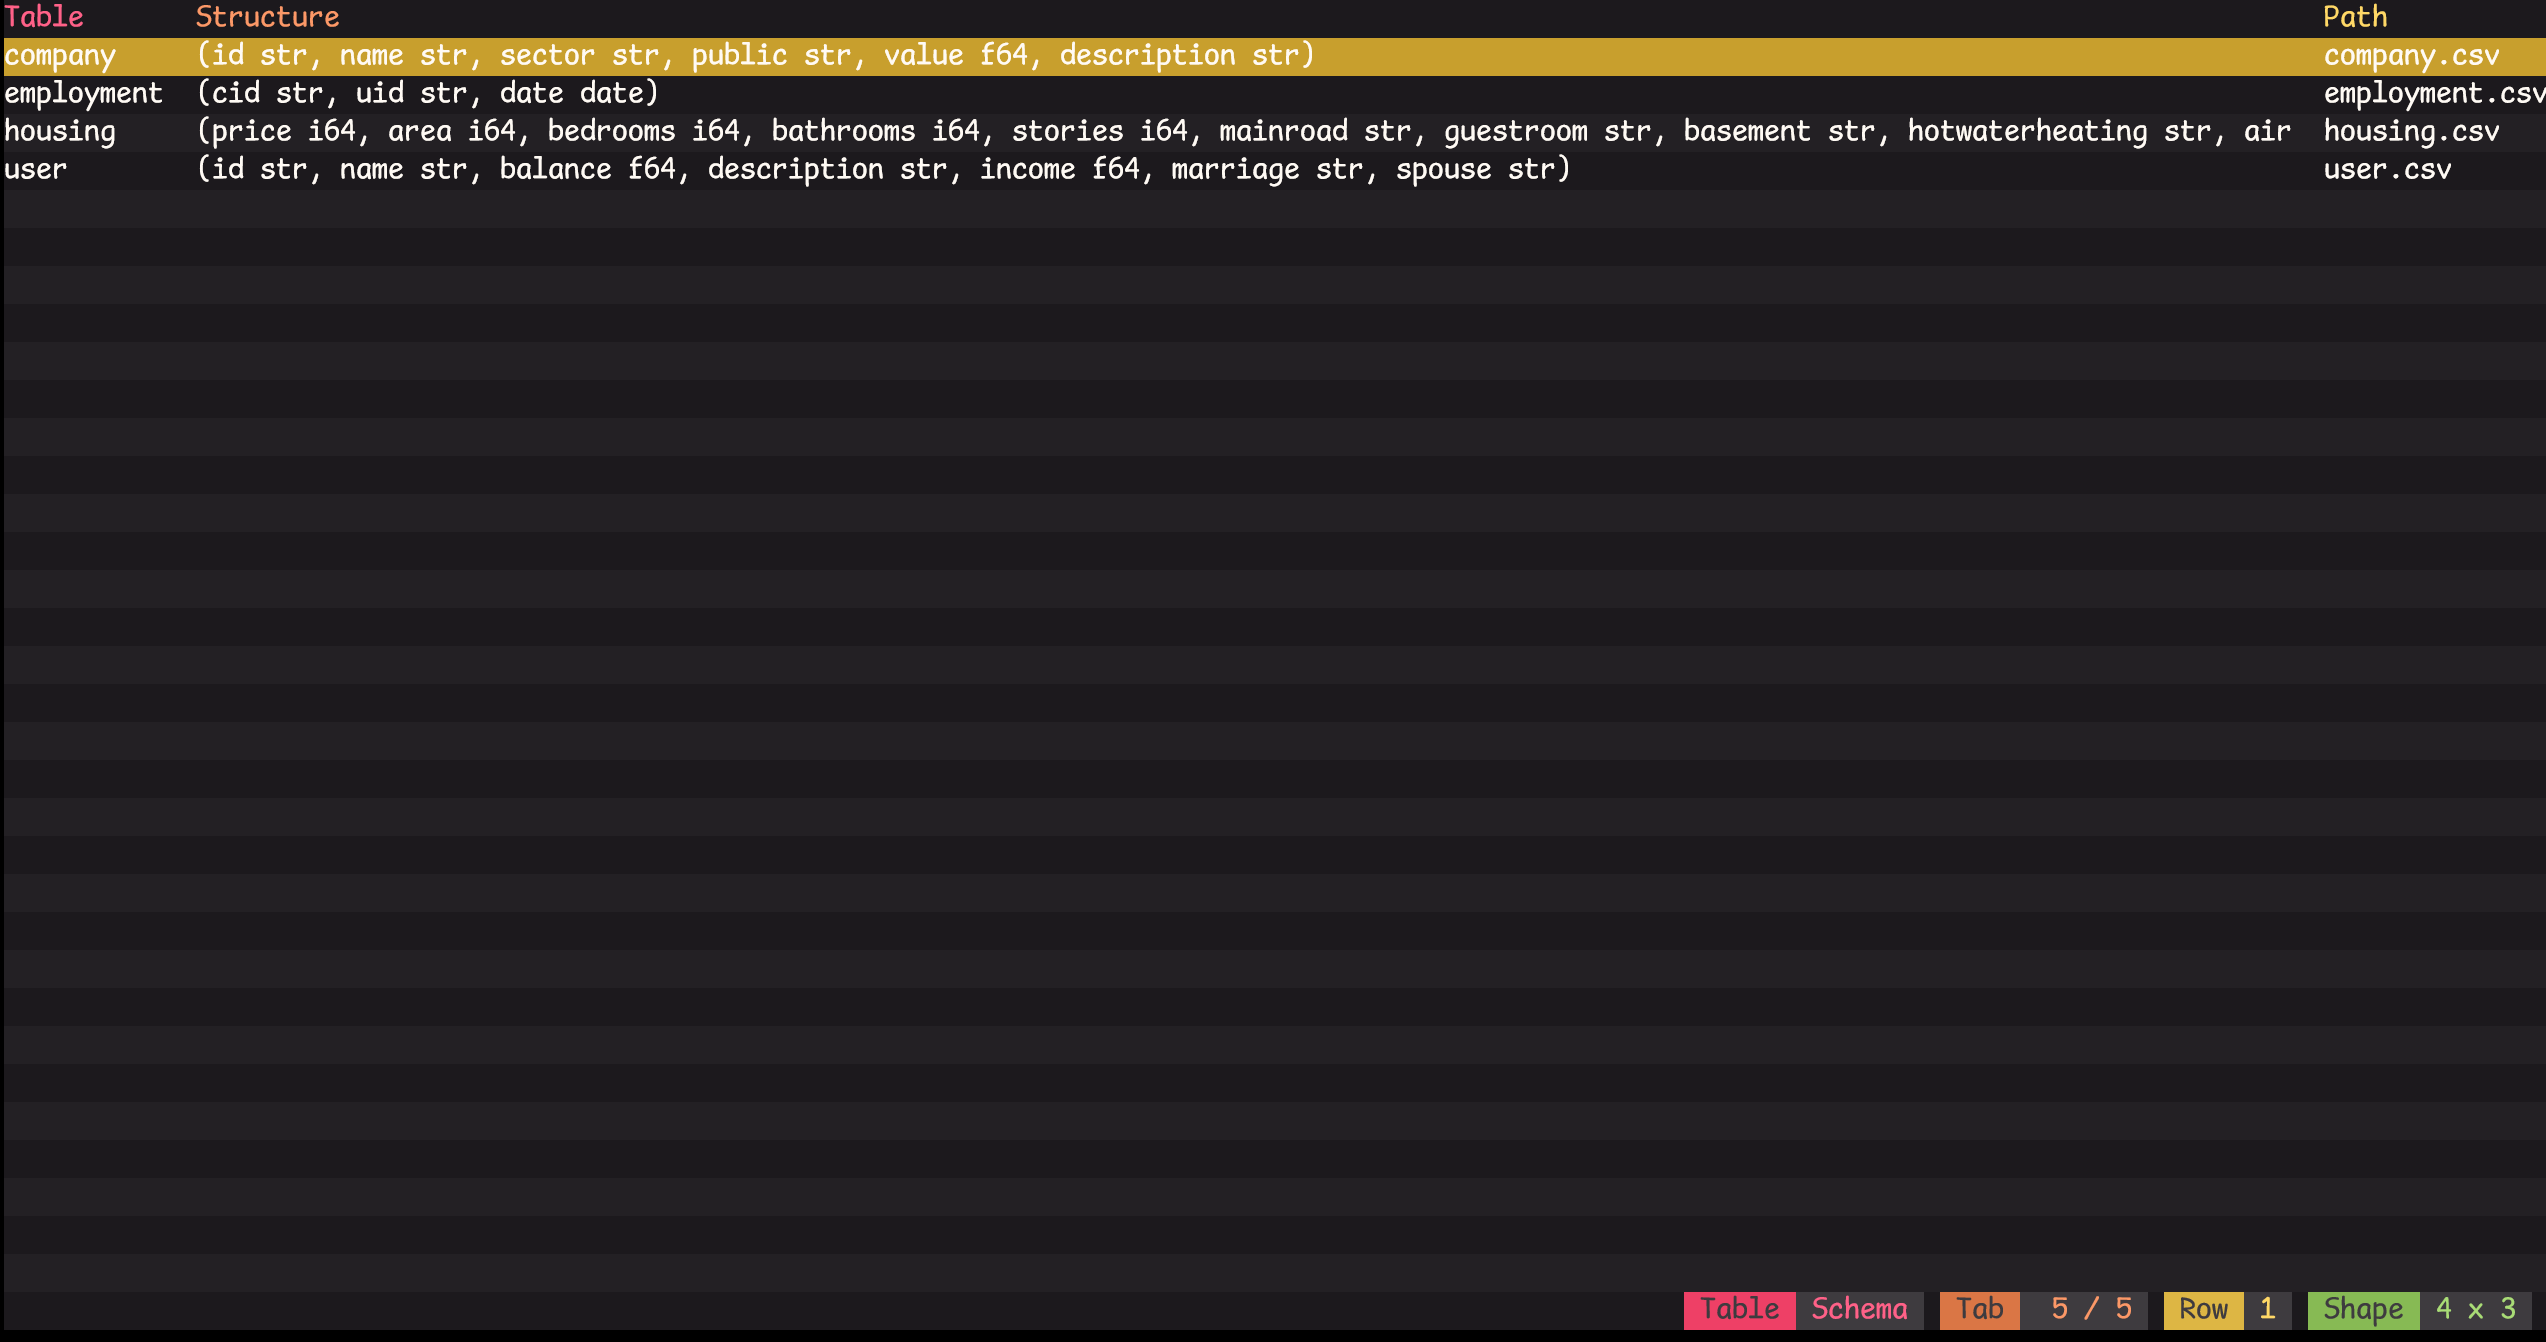 Table Structure Path
company (id str, name str, sector str, public str, value f64, description str) company.csv
employment (cid str, uid str, date date) employment.csv
housing (price i64, area i64, bedrooms i64, bathrooms i64, stories i64, mainroad str, guestroom str, basement str, hotwaterheating str, air housing.csv
user (id str, name str, balance f64, description str, income f64, marriage str, spouse str) user.csv
Table Schema Tab 5 / 5 Row 1 Shape 4 x 3